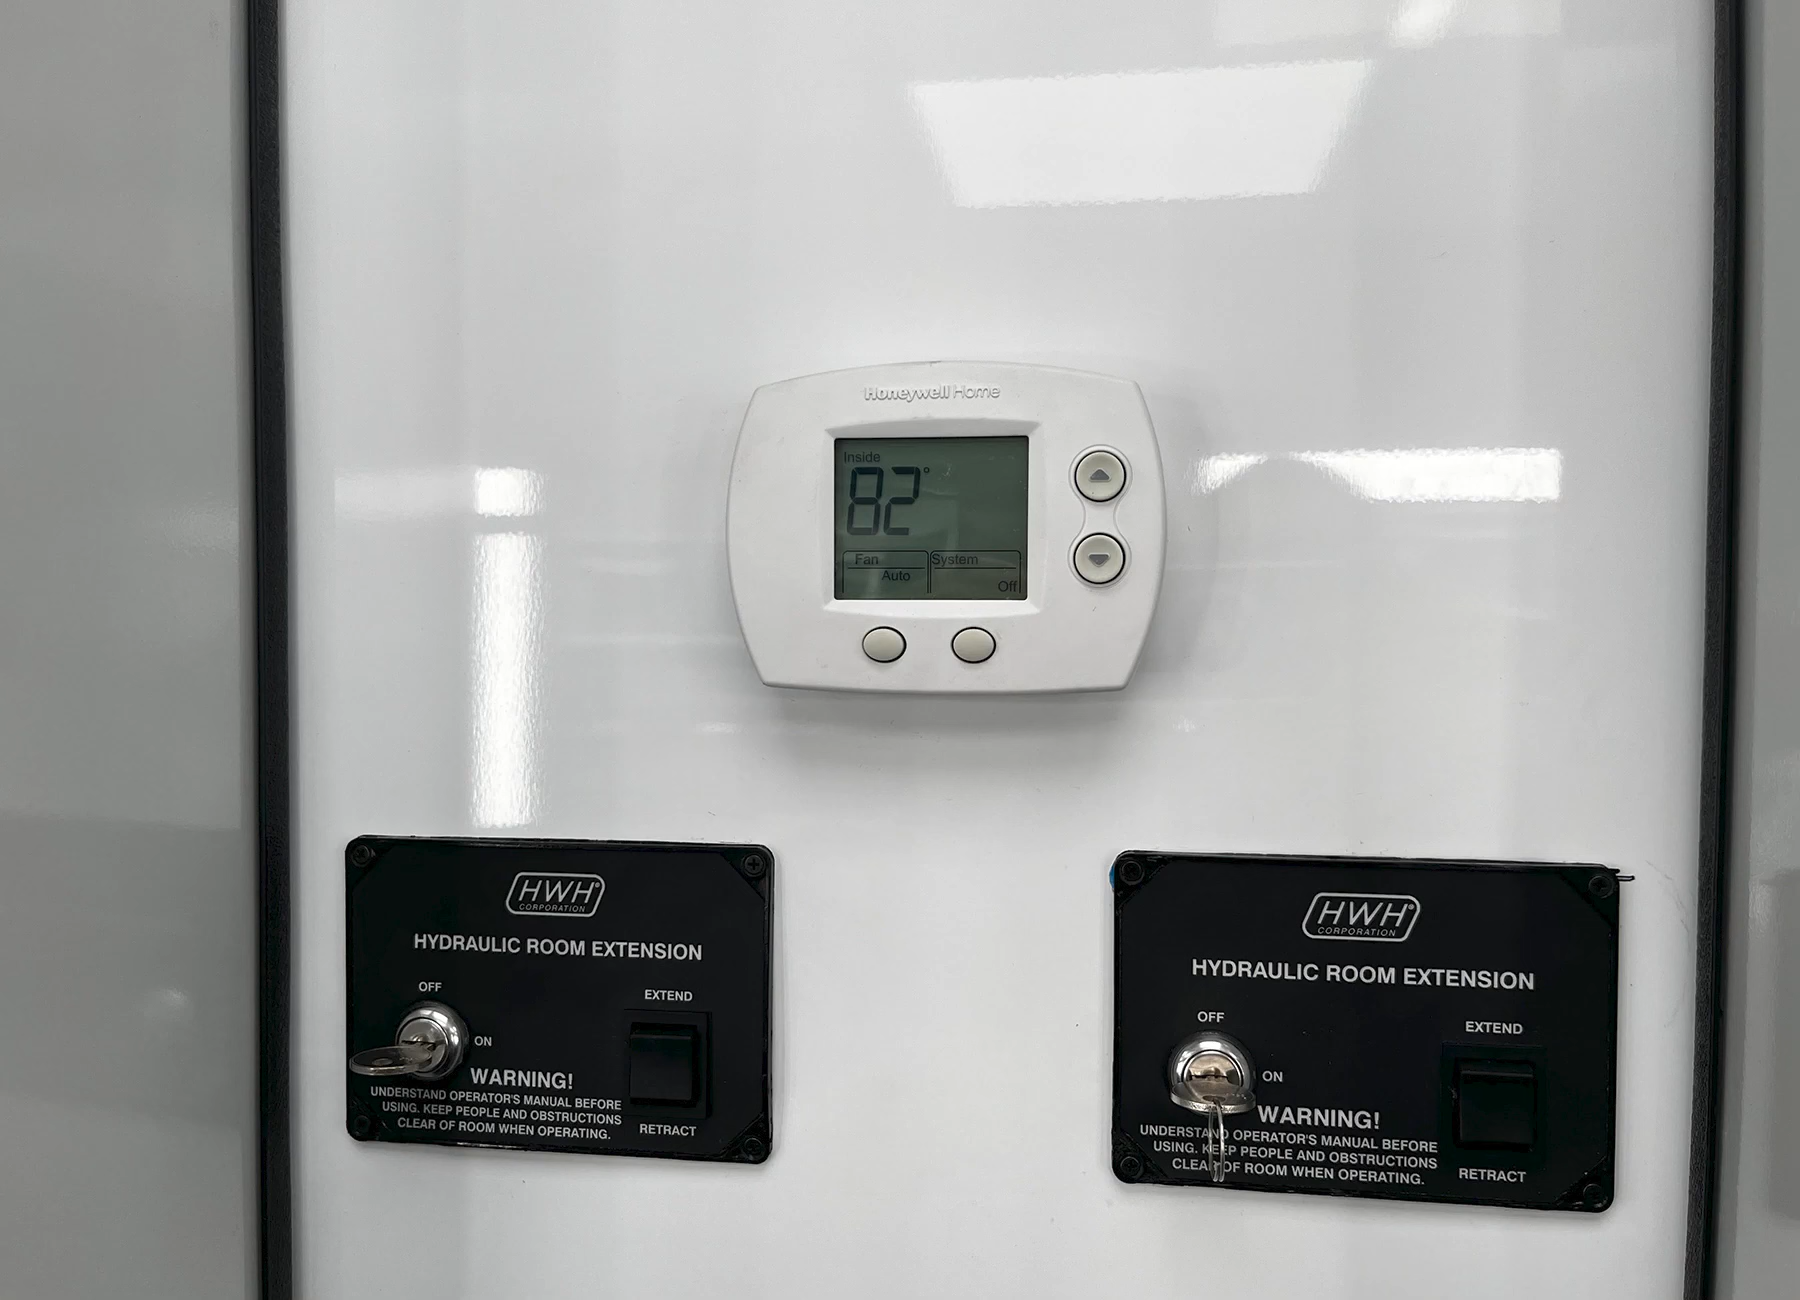 Honeywell Home
Inside
82°
Fan
System
Auto
Off
HWH®
CORPORATION
HYDRAULIC ROOM EXTENSION
OFF
EXTEND
ON
WARNING!
UNDERSTAND OPERATOR'S MANUAL BEFORE
USING. KEEP PEOPLE AND OBSTRUCTIONS
CLEAR OF ROOM WHEN OPERATING.
RETRACT
HWH®
CORPORATION
HYDRAULIC ROOM EXTENSION
OFF
EXTEND
ON
WARNING!
UNDERSTAND OPERATOR'S MANUAL BEFORE
USING. KEEP PEOPLE AND OBSTRUCTIONS
CLEAR OF ROOM WHEN OPERATING.
RETRACT